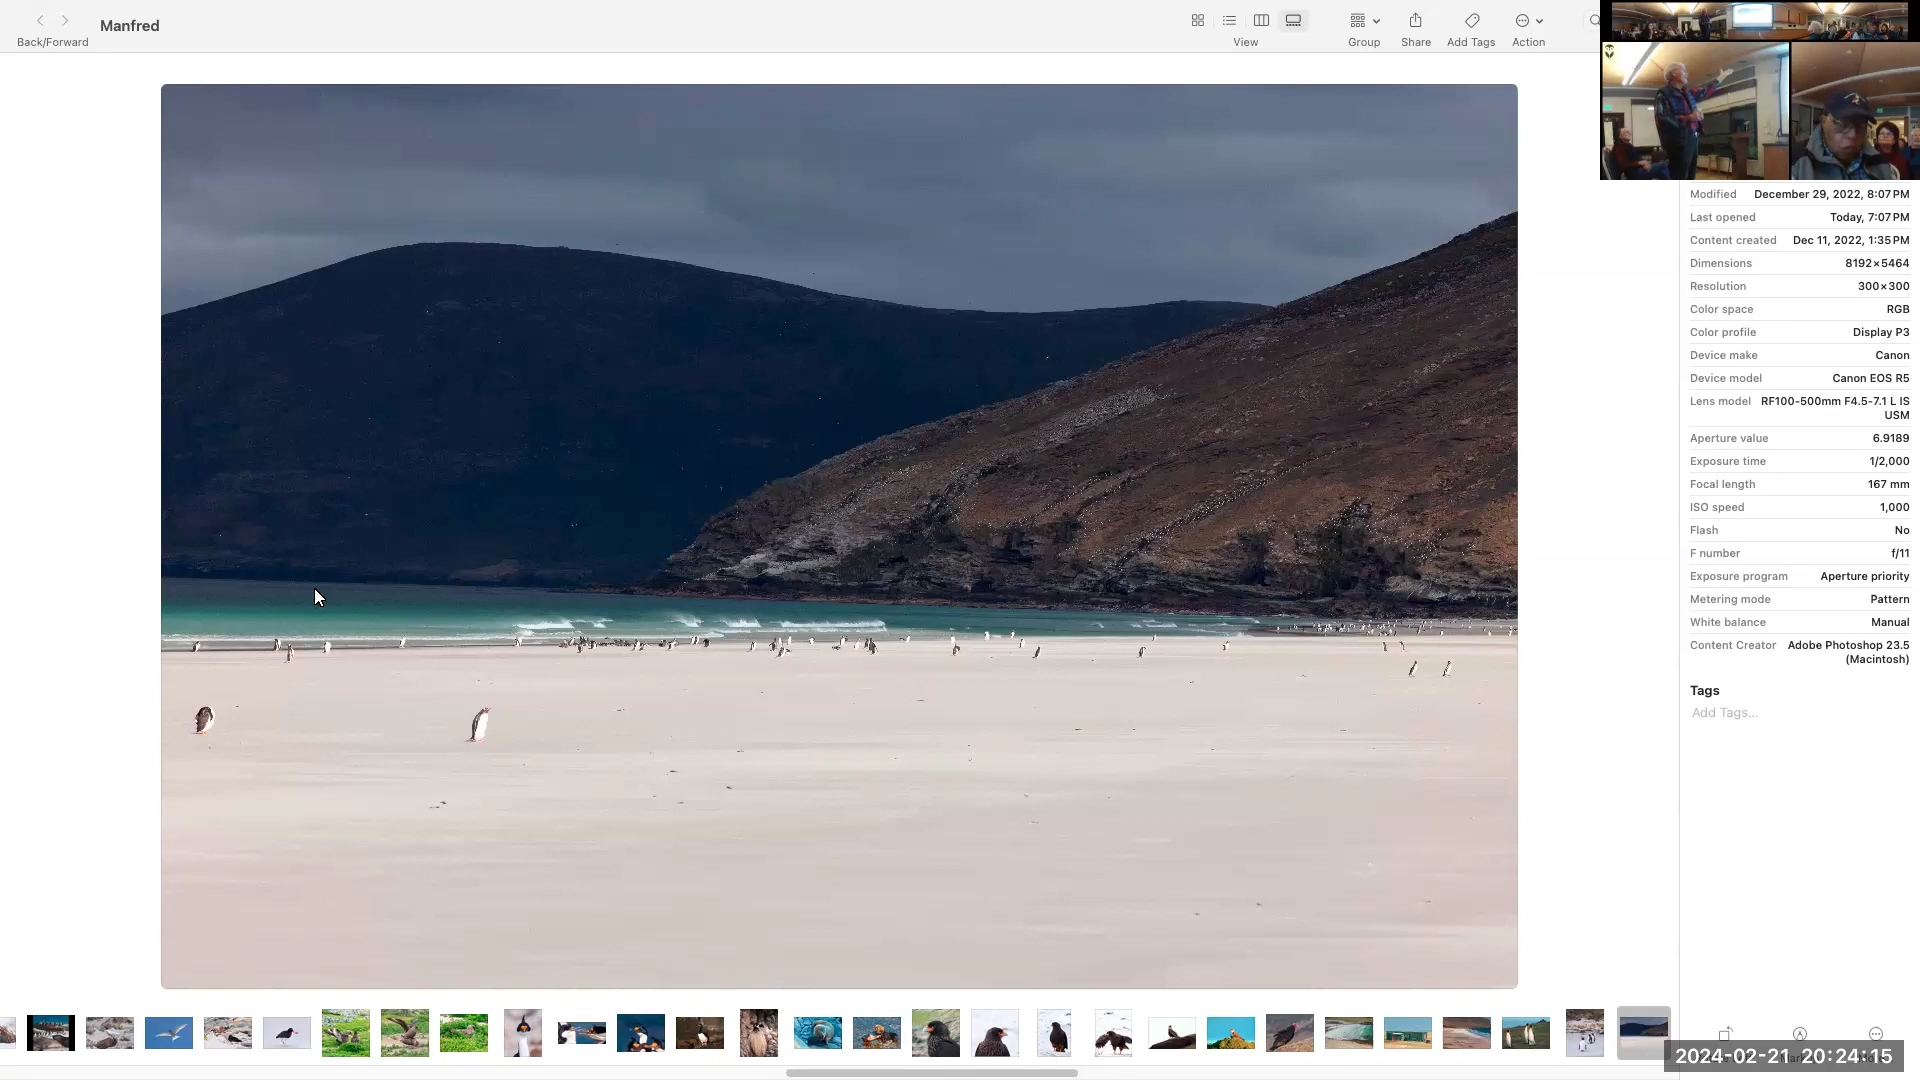 Manfred
Back/Forward
View
Group
Share
Add Tags
Action
Modified December 29, 2022, 8:07 PM
Last opened Today, 7:07 PM
Content created Dec 11, 2022, 1:35 PM
Dimensions 8192×5464
Resolution 300×300
Color space RGB
Color profile Display P3
Device make Canon
Device model Canon EOS R5
Lens model RF100-500mm F4.5-7.1 L IS
USM
Aperture value 6.9189
Exposure time 1/2,000
Focal length 167 mm
ISO speed 1,000
Flash No
F number f/11
Exposure program Aperture priority
Metering mode Pattern
White balance Manual
Content Creator Adobe Photoshop 23.5
(Macintosh)
Tags
Add Tags...
2024-02-21 20:24:15